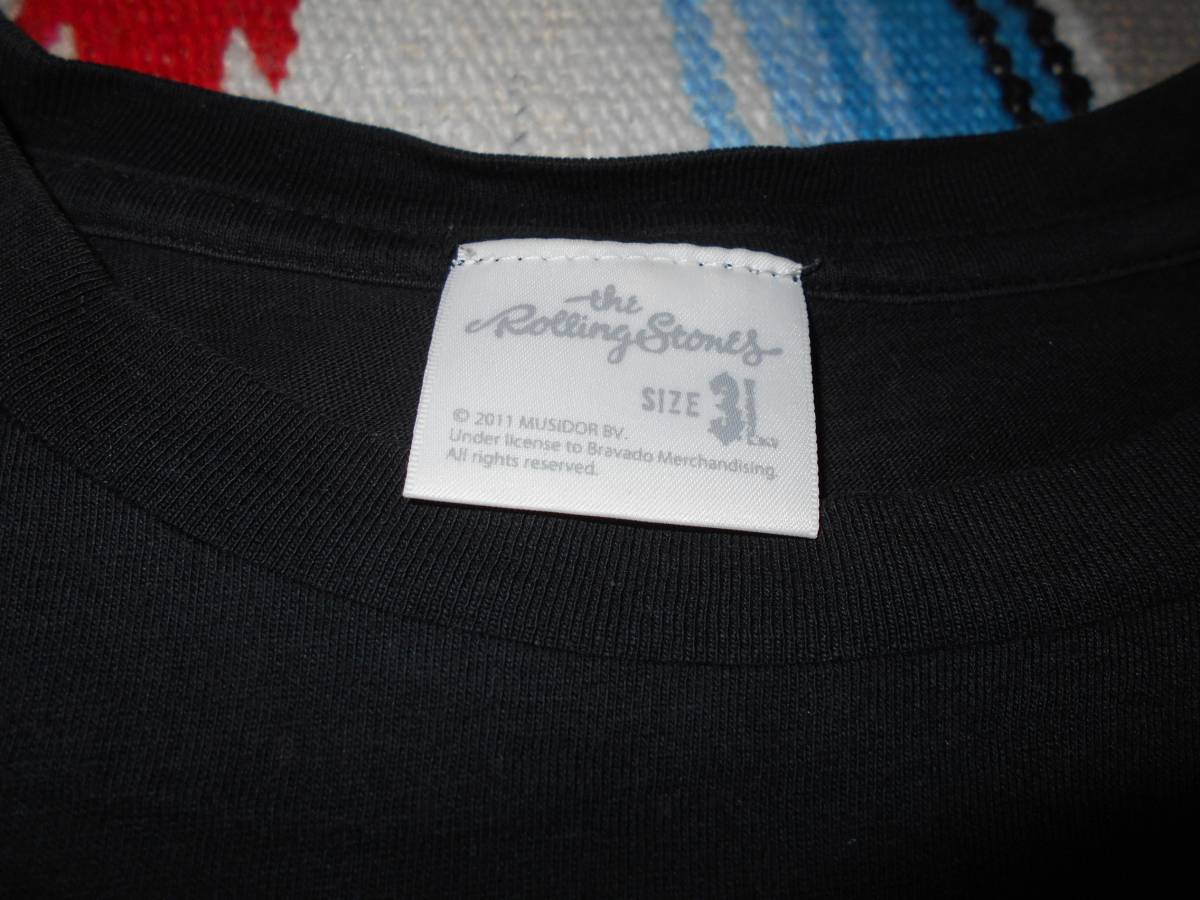 the
Rolling Stones
SIZE 3L
© 2011 MUSIDOR BV.
Under license to Bravado Merchandising.
All rights reserved.